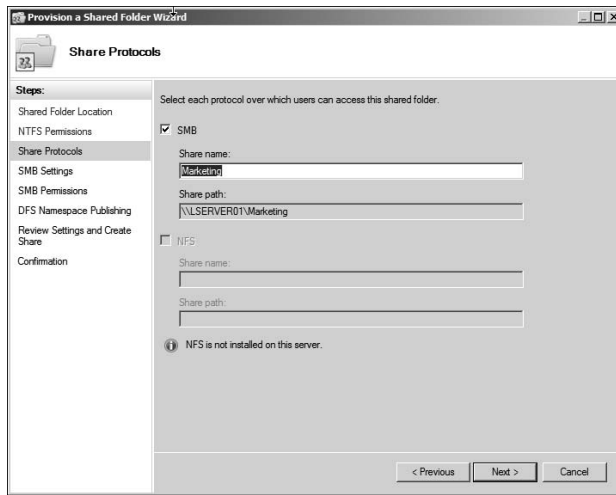 Provision a Shared Folder Wizard
Share Protocols
Steps:
Shared Folder Location
NTFS Permissions
Share Protocols
SMB Settings
SMB Permissions
DFS Namespace Publishing
Review Settings and Create
Share
Confirmation
Select each protocol over which users can access this shared folder.
SMB
Share name:
Marketing
Share path:
\\LSERVER01\Marketing
NFS
Share name:
Share path:
NFS is not installed on this server.
< Previous
Next >
Cancel